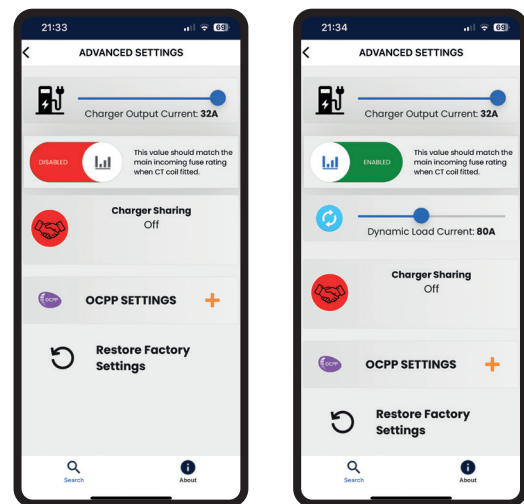 21:33
69
ADVANCED SETTINGS
Charger Output Current: 32A
DISABLED
This value should match the
main incoming fuse rating
when CT coil fitted.
Charger Sharing
Off
OCPP
OCPP SETTINGS
Restore Factory
Settings
Search
About
21:34
69
ADVANCED SETTINGS
Charger Output Current: 32A
ENABLED
This value should match the
main incoming fuse rating
when CT coil fitted.
Dynamic Load Current: 80A
Charger Sharing
Off
OCPP
OCPP SETTINGS
Restore Factory
Settings
Search
About